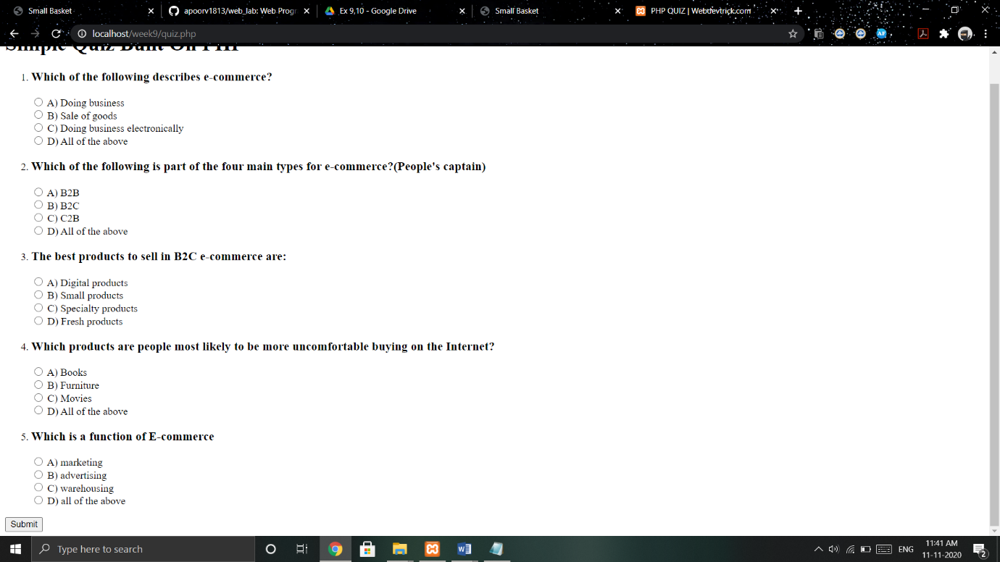 Small Basket
apoorv1813/web_lab: Web Progr
Ex 9,10 - Google Drive
Small Basket
PHP QUIZ | Webdevtrick.com
localhost/week9/quiz.php
Simple Quiz Built On PHP
1. Which of the following describes e-commerce?
A) Doing business
B) Sale of goods
C) Doing business electronically
D) All of the above
2. Which of the following is part of the four main types for e-commerce?(People's captain)
A) B2B
B) B2C
C) C2B
D) All of the above
3. The best products to sell in B2C e-commerce are:
A) Digital products
B) Small products
C) Specialty products
D) Fresh products
4. Which products are people most likely to be more uncomfortable buying on the Internet?
A) Books
B) Furniture
C) Movies
D) All of the above
5. Which is a function of E-commerce
A) marketing
B) advertising
C) warehousing
D) all of the above
Submit
Type here to search
ENG
11:41 AM
11-11-2020
2